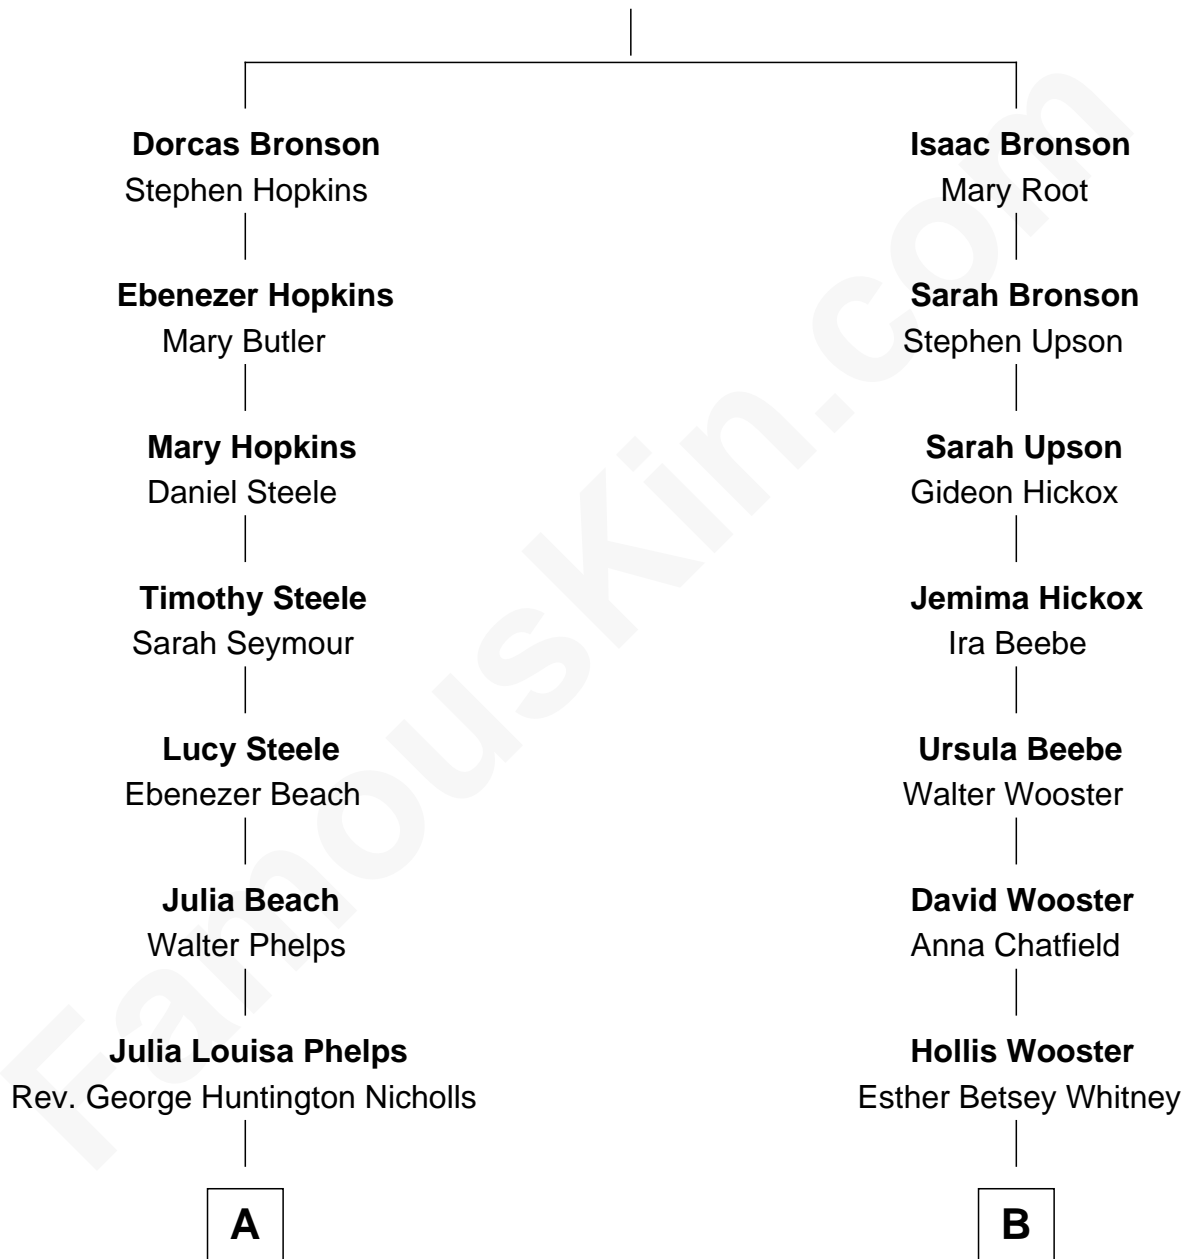 Dorcas Bronson
Stephen Hopkins
Isaac Bronson
Mary Root
Ebenezer Hopkins
Mary Butler
Sarah Bronson
Stephen Upson
Mary Hopkins
Daniel Steele
Sarah Upson
Gideon Hickox
Timothy Steele
Sarah Seymour
Jemima Hickox
Ira Beebe
Lucy Steele
Ebenezer Beach
Ursula Beebe
Walter Wooster
Julia Beach
Walter Phelps
David Wooster
Anna Chatfield
Julia Louisa Phelps
Rev. George Huntington Nicholls
Hollis Wooster
Esther Betsey Whitney
A
B
FamousKin.com